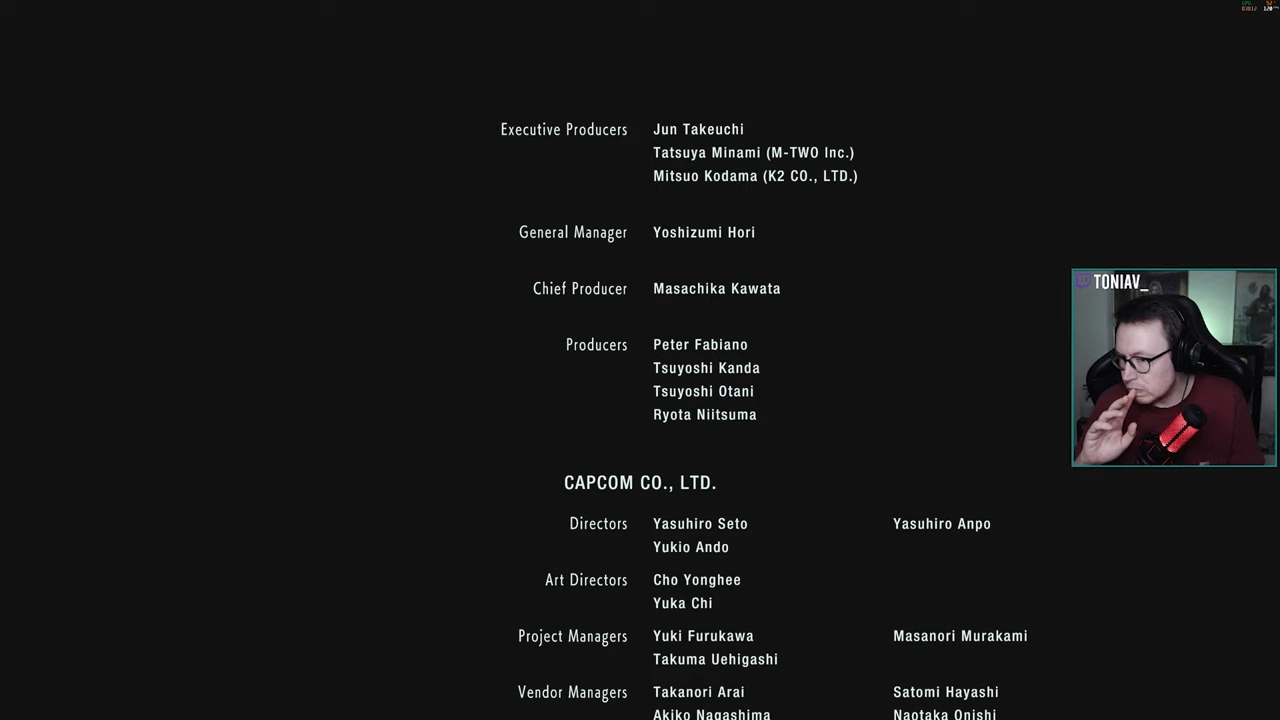 Executive Producers Jun Takeuchi
Tatsuya Minami (M-TWO Inc.)
Mitsuo Kodama (K2 CO., LTD.)
General Manager Yoshizumi Hori
Chief Producer Masachika Kawata
TONIAV_
Producers Peter Fabiano
Tsuyoshi Kanda
Tsuyoshi Otani
Ryota Niitsuma
CAPCOM CO., LTD.
Directors Yasuhiro Seto Yasuhiro Anpo
Yukio Ando
Art Directors Cho Yonghee
Yuka Chi
Project Managers Yuki Furukawa Masanori Murakami
Takuma Uehigashi
Vendor Managers Takanori Arai Satomi Hayashi
Akiko Nagashima Naotaka Onishi